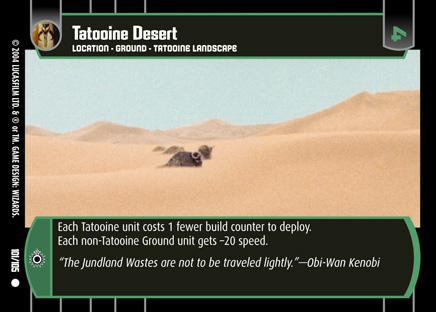 Tatooine Desert
LOCATION - GROUND - TATOOINE LANDSCAPE
4
Each Tatooine unit costs 1 fewer build counter to deploy.
Each non-Tatooine Ground unit gets –20 speed.
“The Jundland Wastes are not to be traveled lightly.”—Obi-Wan Kenobi
© 2004 LUCASFILM LTD. & ® or TM. GAME DESIGN: WIZARDS.
101/105